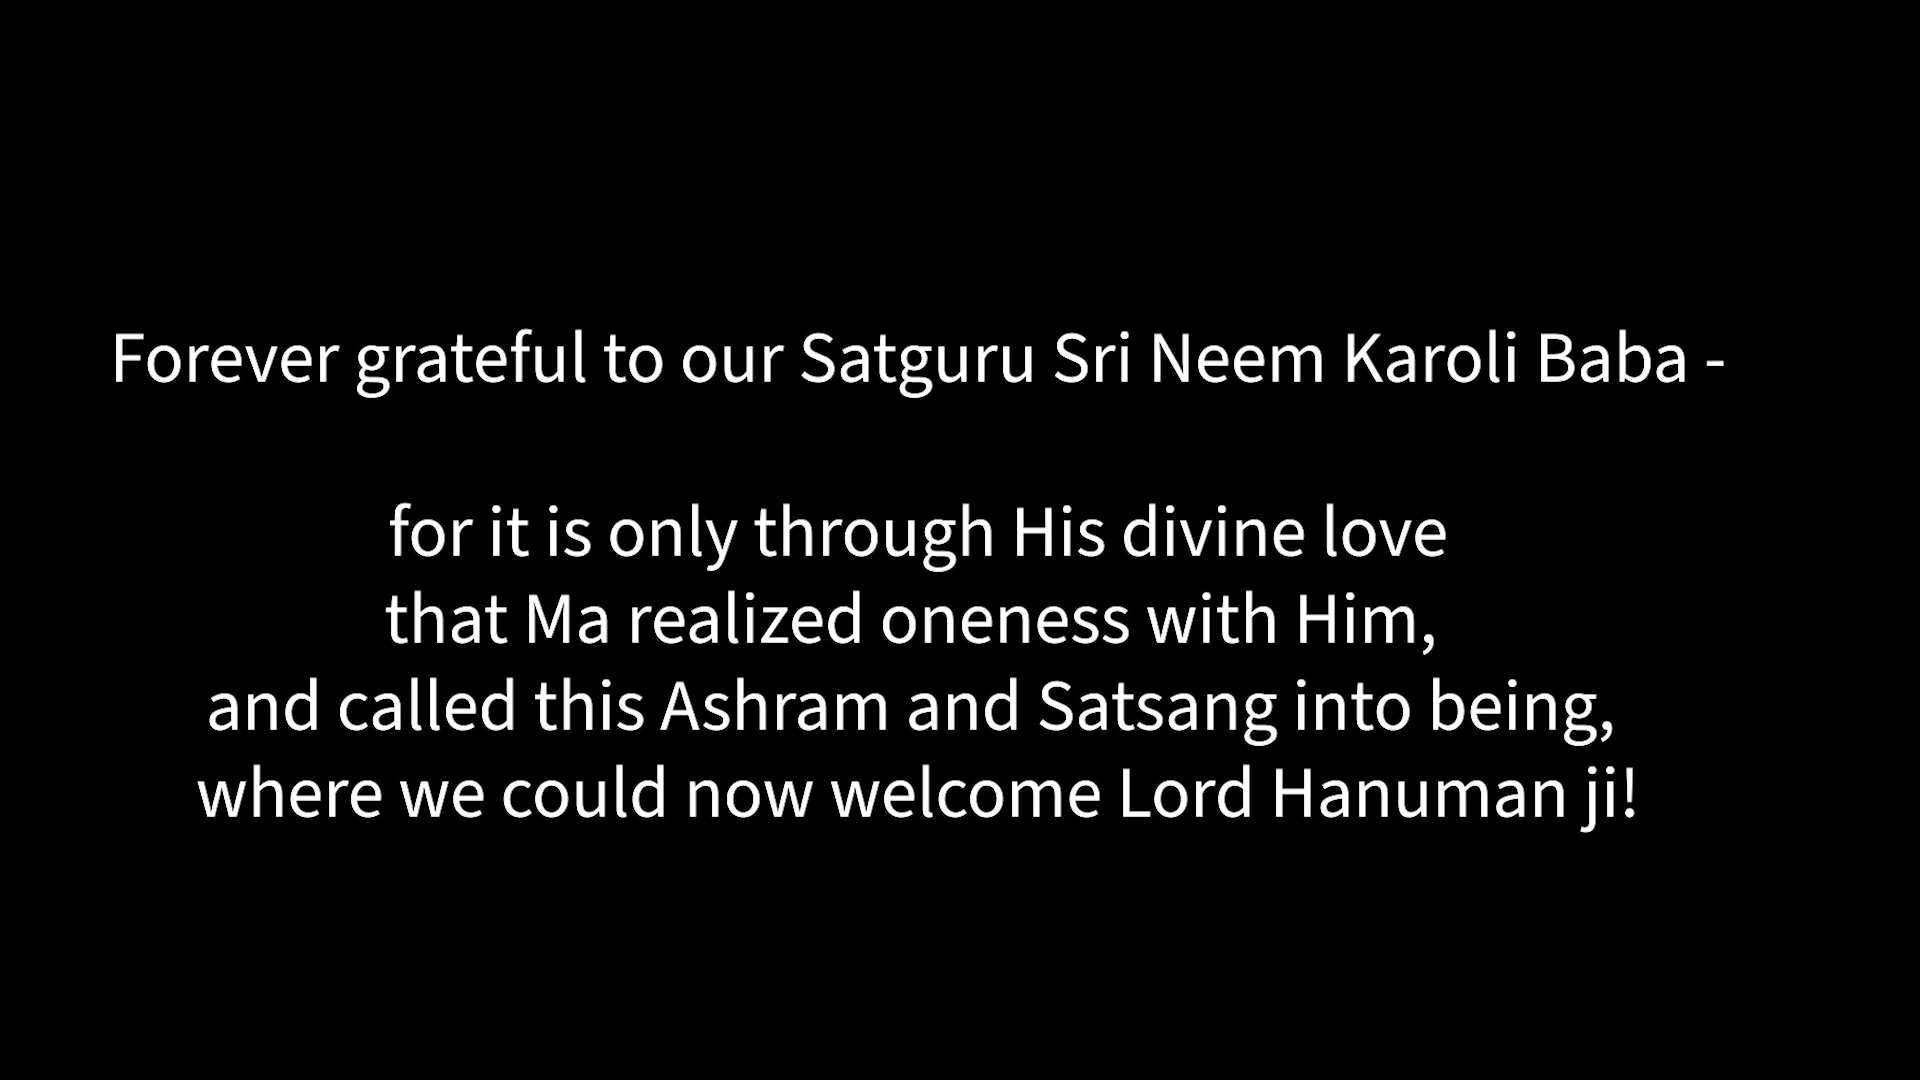 Forever grateful to our Satguru Sri Neem Karoli Baba -
for it is only through His divine love
that Ma realized oneness with Him,
and called this Ashram and Satsang into being,
where we could now welcome Lord Hanuman ji!